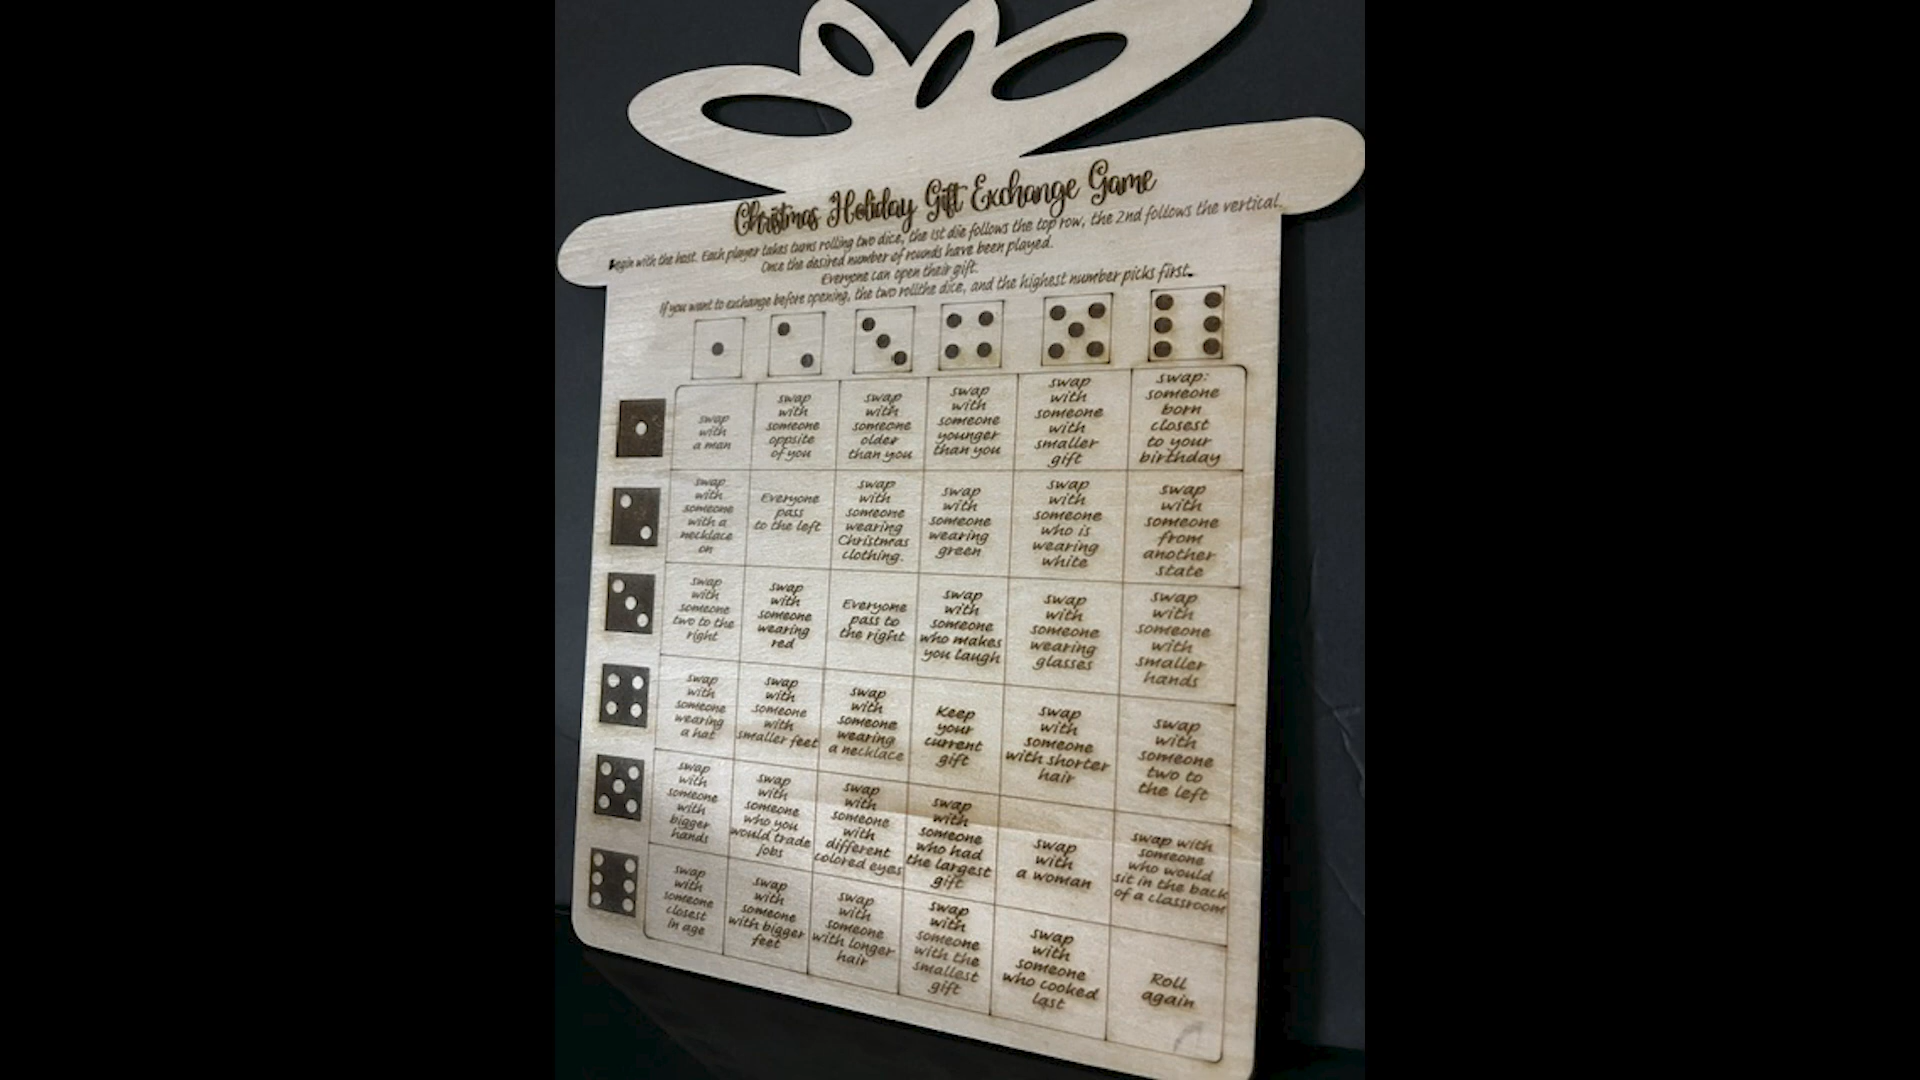 Christmas Holiday Gift Exchange Game
Begin with the host. Each player takes turns rolling two dice, the 1st die follows the top row, the 2nd follows the vertical.
Once the desired number of rounds have been played.
Everyone can open their gift.
If you want to exchange before opening, the two rollthe dice, and the highest number picks first.
swap
with
a man
swap
with
someone
oppsite
of you
swap
with
someone
older
than you
swap
with
someone
younger
than you
swap
with
someone
with
smaller
gift
swap:
someone
born
closest
to your
birthday
swap
with
someone
with a
necklace
on
Everyone
pass
to the left
swap
with
someone
wearing
Christmas
clothing.
swap
with
someone
wearing
green
swap
with
someone
who is
wearing
white
swap
with
someone
from
another
state
swap
with
someone
two to the
right
swap
with
someone
wearing
red
Everyone
pass to
the right
swap
with
someone
who makes
you laugh
swap
with
someone
wearing
glasses
swap
with
someone
with
smaller
hands
swap
with
someone
wearing
a hat
swap
with
someone
with
smaller feet
swap
with
someone
wearing
a necklace
Keep
your
current
gift
swap
with
someone
with shorter
hair
swap
with
someone
two to
the left
swap
with
someone
with
bigger
hands
swap
with
someone
who you
would trade
jobs
swap
with
someone
with
different
colored eyes
swap
with
someone
who had
the largest
gift
swap
with
a woman
swap with
someone
who would
sit in the back
of a classroom
swap
with
someone
closest
in age
swap
with
someone
with bigger
feet
swap
with
someone
with longer
hair
swap
with
someone
with the
smallest
gift
swap
with
someone
who cooked
last
Roll
again